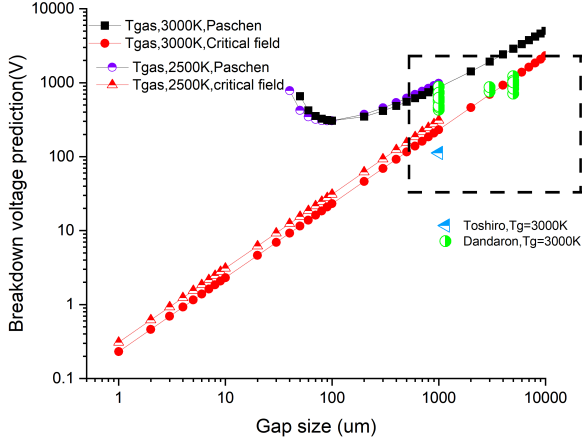 Tgas,3000K,Paschen
Tgas,3000K,Critical field
Tgas,2500K,Paschen
Tgas,2500K,critical field
Breakdown voltage prediction(V)
10000
1000
100
10
1
0.1
Toshiro,Tg=3000K
Dandaron,Tg=3000K
1 10 100 1000 10000
Gap size (um)